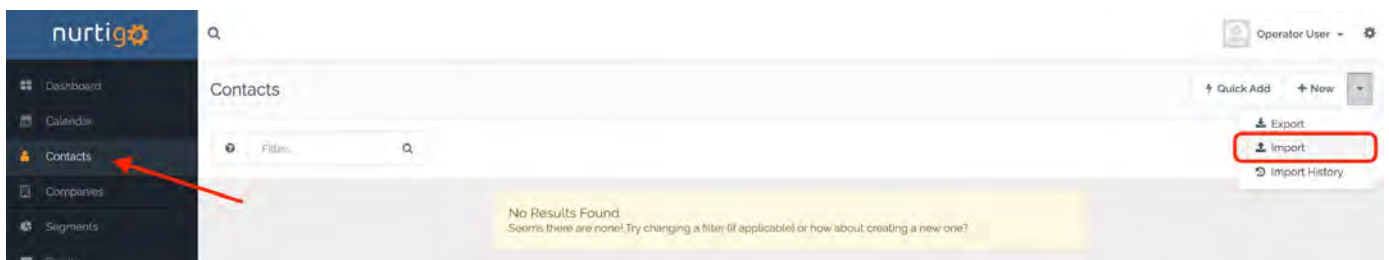 nurtigo
Operator User
Dashboard
Contacts
Quick Add
+ New
Calendar
Export
Contacts
Filter...
Import
Companies
Import History
No Results Found
Segments
Seems there are none! Try changing a filter (if applicable) or how about creating a new one?